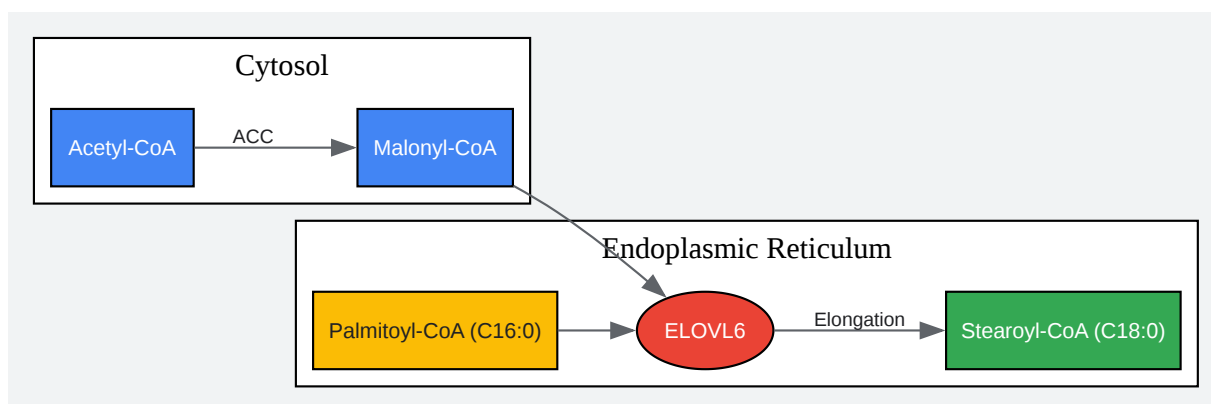 Cytosol
Acetyl-CoA
ACC
Malonyl-CoA
Endoplasmic Reticulum
Palmitoyl-CoA (C16:0)
ELOVL6
Elongation
Stearoyl-CoA (C18:0)